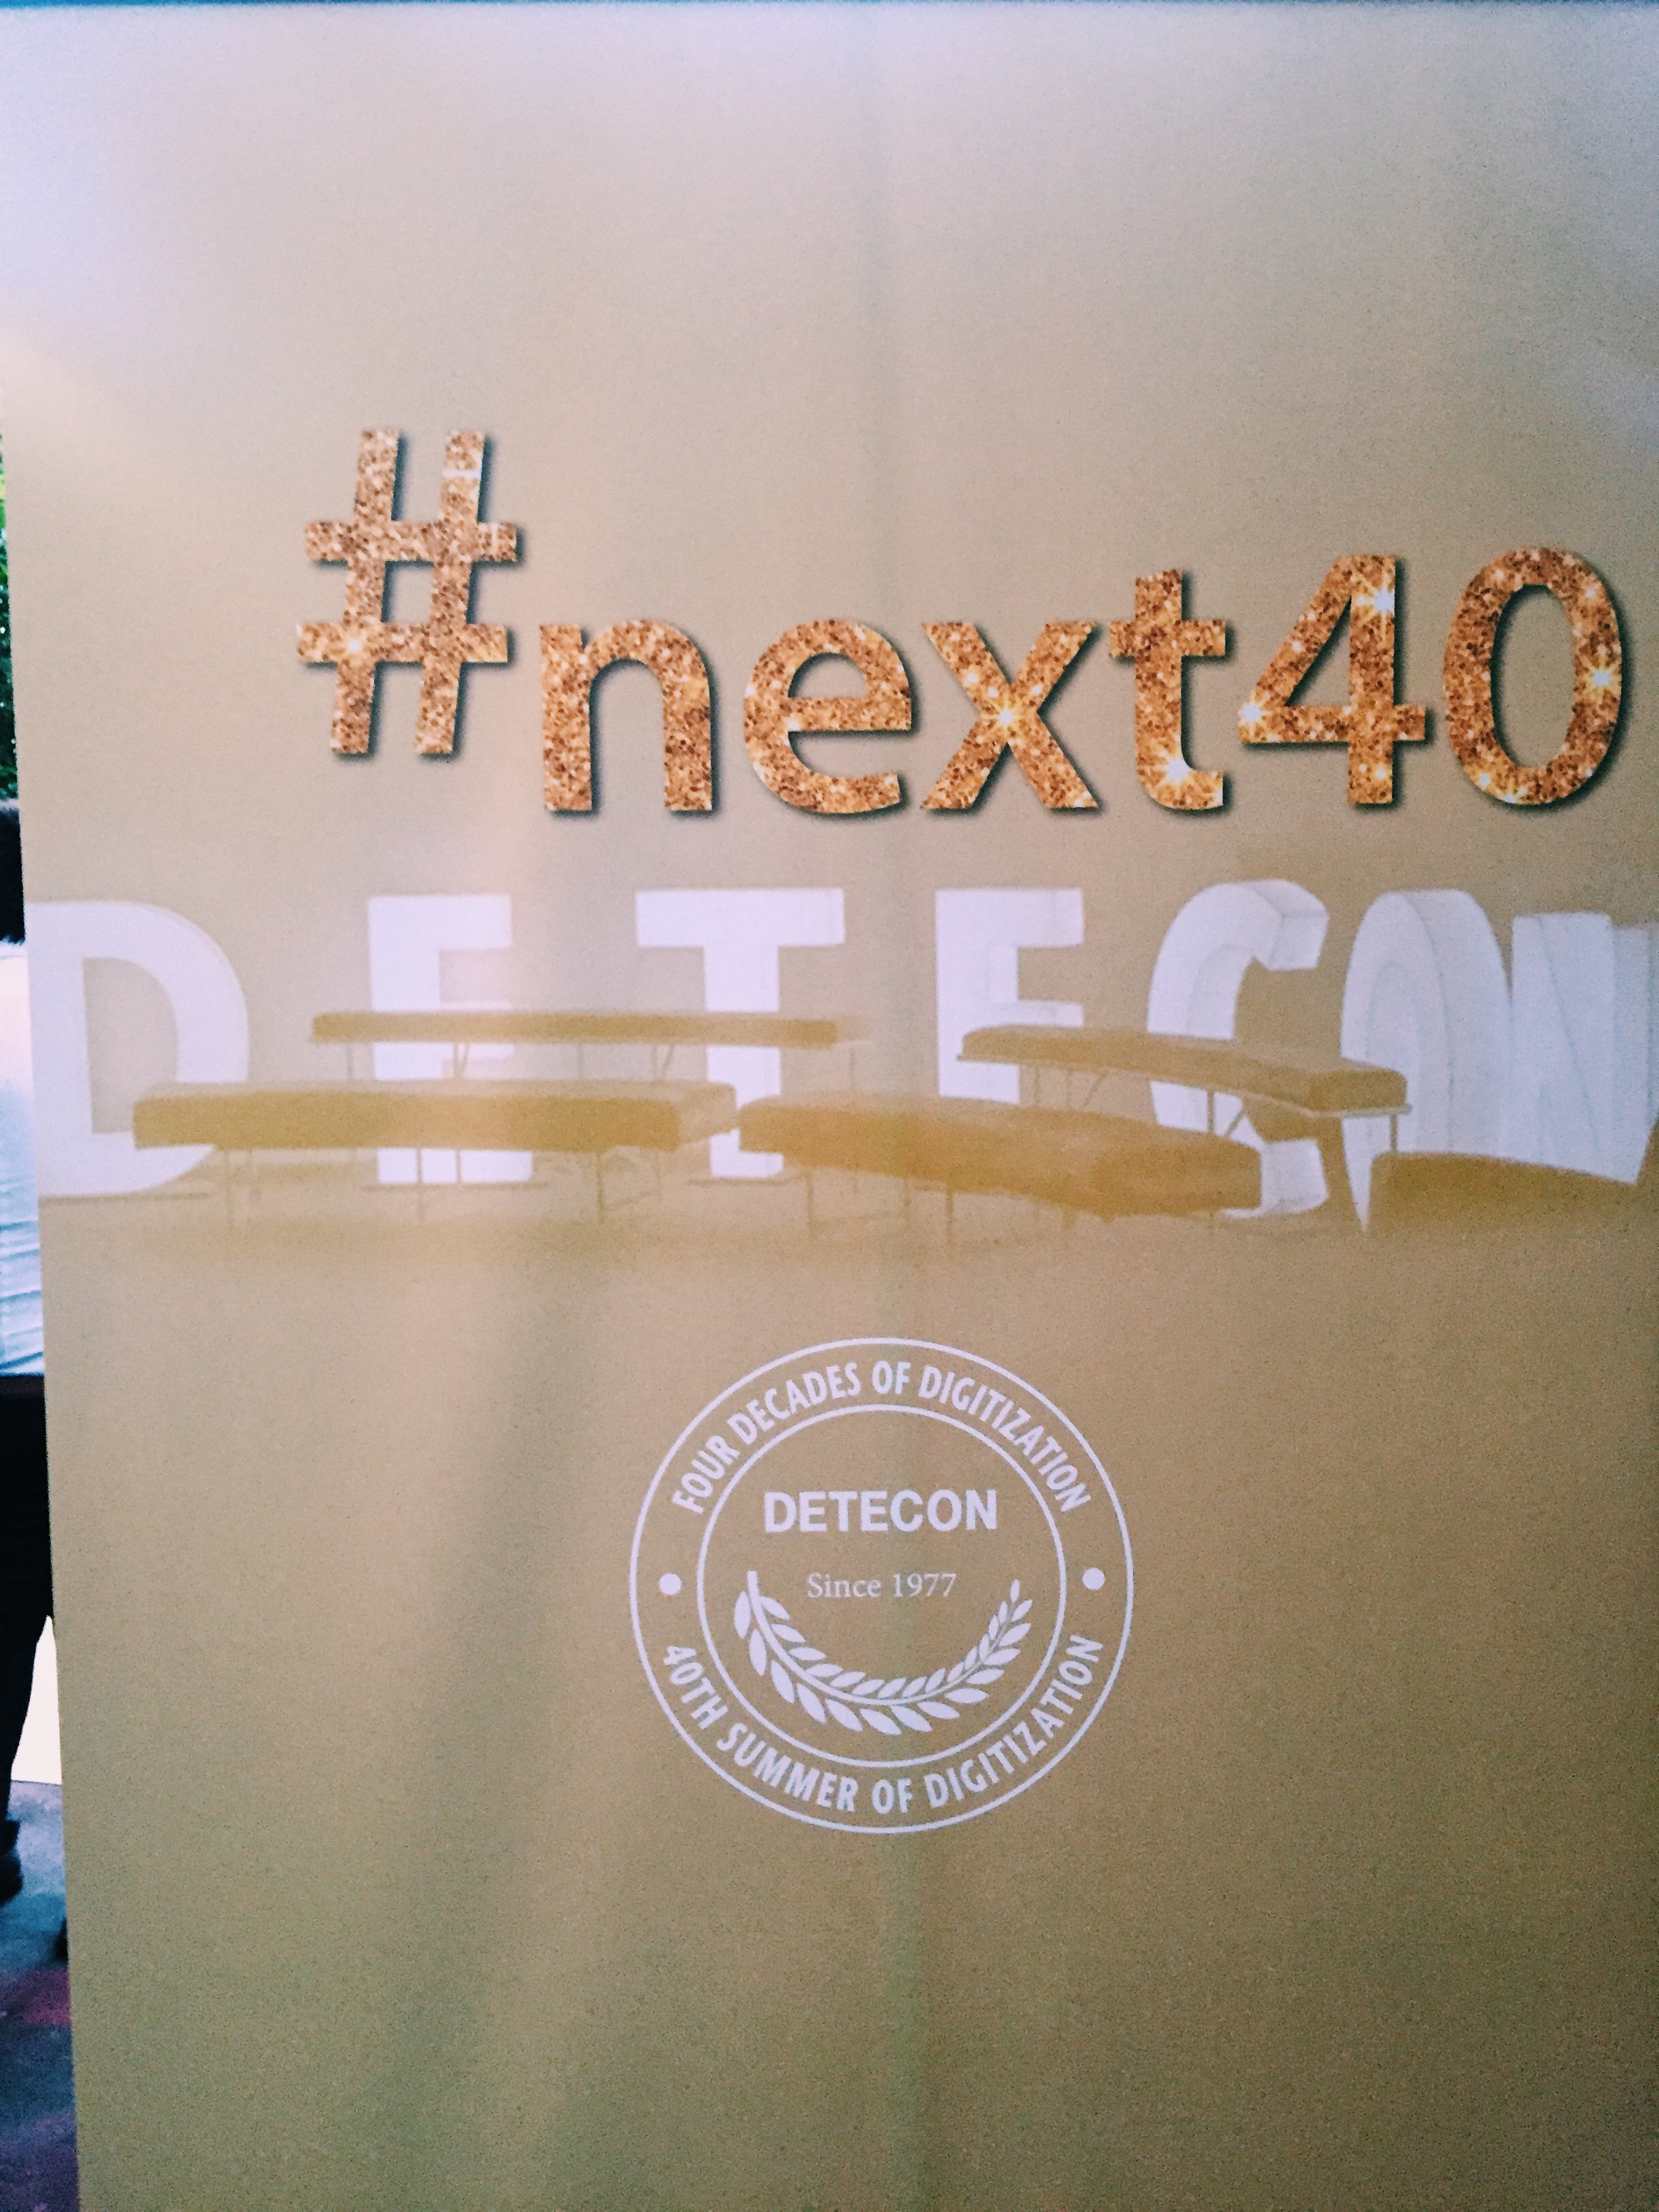 #next40
DETECON
FOUR DECADES OF DIGITIZATION
DETECON
Since 1977
40TH SUMMER OF DIGITIZATION